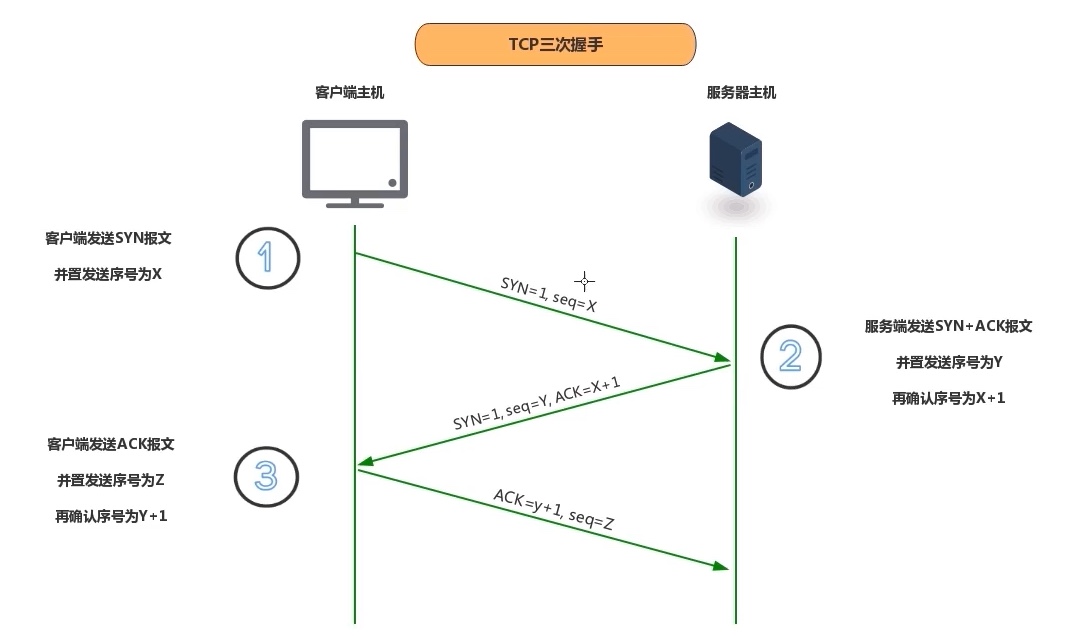 TCP三次握手
客户端主机
服务器主机
客户端发送SYN报文
并置发送序号为X
1
SYN=1, seq=X
2
服务端发送SYN+ACK报文
并置发送序号为Y
再确认序号为X+1
SYN=1, seq=Y, ACK=X+1
客户端发送ACK报文
并置发送序号为Z
再确认序号为Y+1
3
ACK=y+1, seq=Z